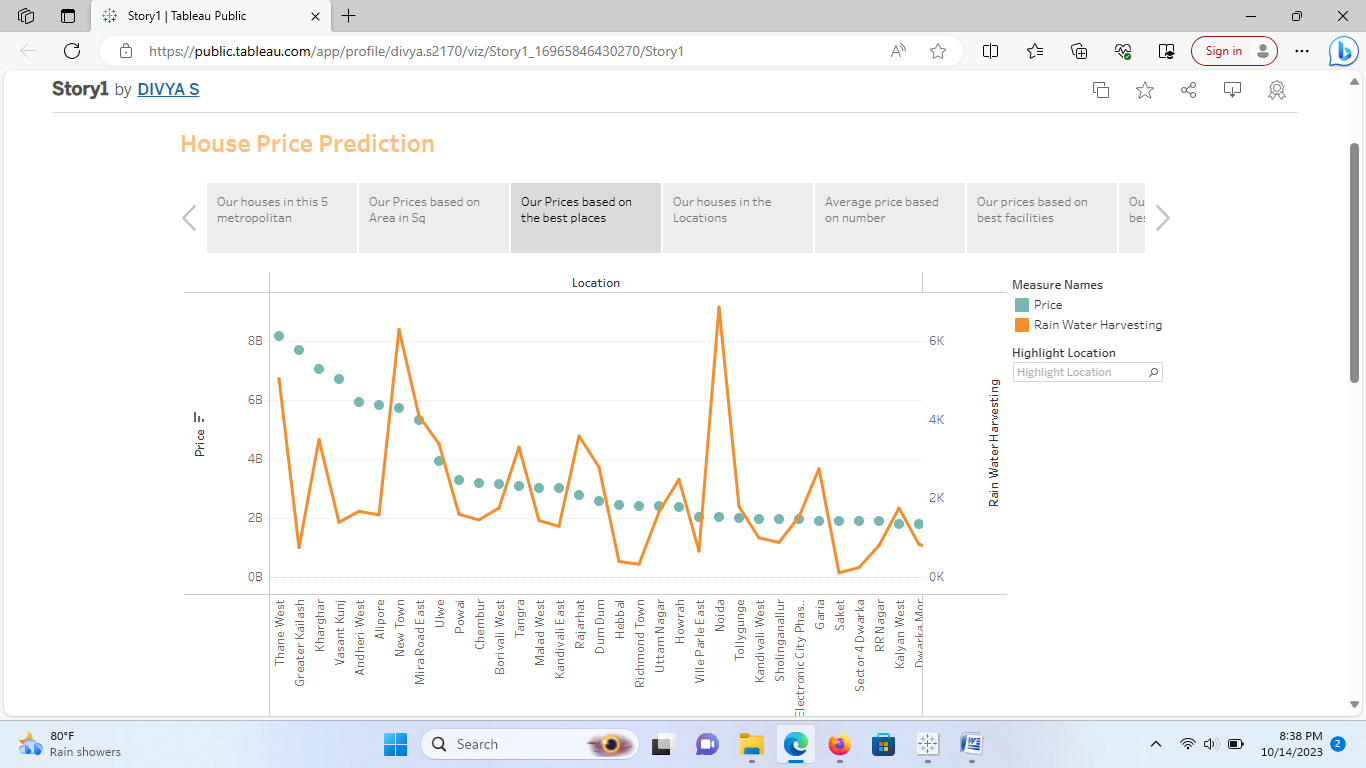 Story1 | Tableau Public
https://public.tableau.com/app/profile/divya.s2170/viz/Story1_16965846430270/Story1
Sign in
Story1 by DIVYA S
House Price Prediction
Our houses in this 5
metropolitan
Our Prices based on
Area in Sq
Our Prices based on
the best places
Our houses in the
Locations
Average price based
on number
Our prices based on
best facilities
Ou
bes
Location
8B
6B
4B
2B
0B
Price
6K
4K
2K
0K
Rain Water Harvesting
Measure Names
Price
Rain Water Harvesting
Highlight Location
Highlight Location
Thane West
Greater Kailash
Kharghar
Vasant Kunj
Andheri West
Alipore
New Town
Mira Road East
Ulwe
Powai
Chembur
Borivali West
Tangra
Malad West
Kandivali East
Rajarhat
Dum Dum
Hebbal
Richmond Town
Uttam Nagar
Howrah
Ville Parle East
Noida
Tollygunge
Kandivali West
Sholinganallur
Electronic City Phas..
Garia
Saket
Sector 4 Dwarka
RR Nagar
Kalyan West
Dwarka Mor
80°F
Rain showers
Search
8:38 PM
10/14/2023
2